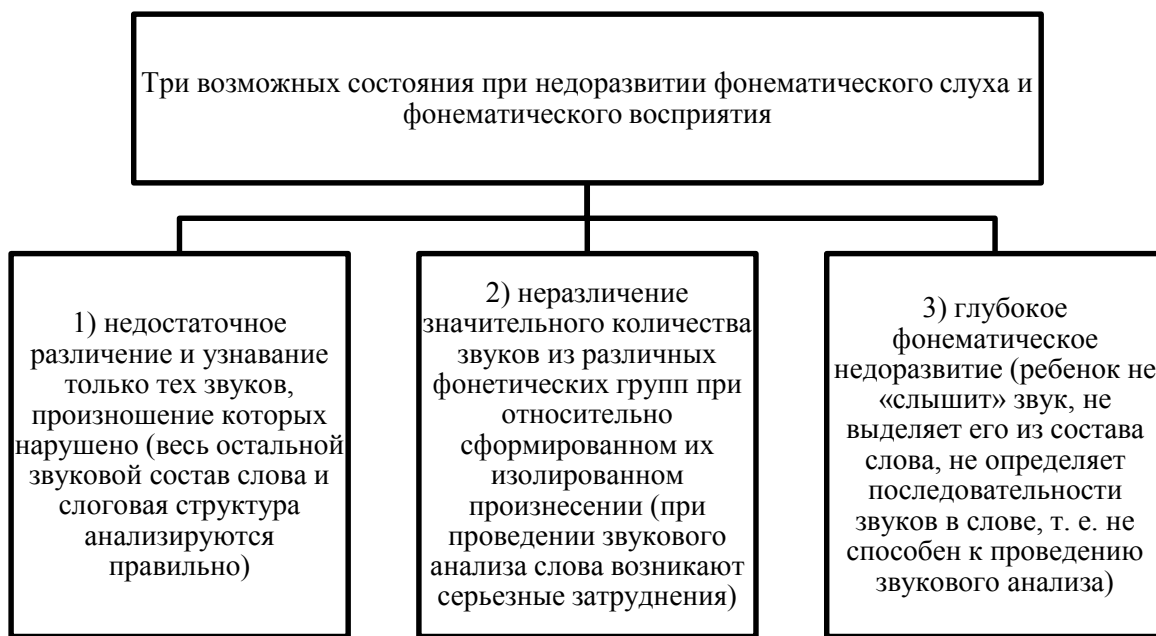 Три возможных состояния при недоразвитии фонематического слуха и
фонематического восприятия
1) недостаточное
различение и узнавание
только тех звуков,
произношение которых
нарушено (весь остальной
звуковой состав слова и
слоговая структура
анализируются
правильно)
2) неразличение
значительного количества
звуков из различных
фонетических групп при
относительно
сформированном их
изолированном
произнесении (при
проведении звукового
анализа слова возникают
серьезные затруднения)
3) глубокое
фонематическое
недоразвитие (ребенок не
«слышит» звук, не
выделяет его из состава
слова, не определяет
последовательности
звуков в слове, т. е. не
способен к проведению
звукового анализа)